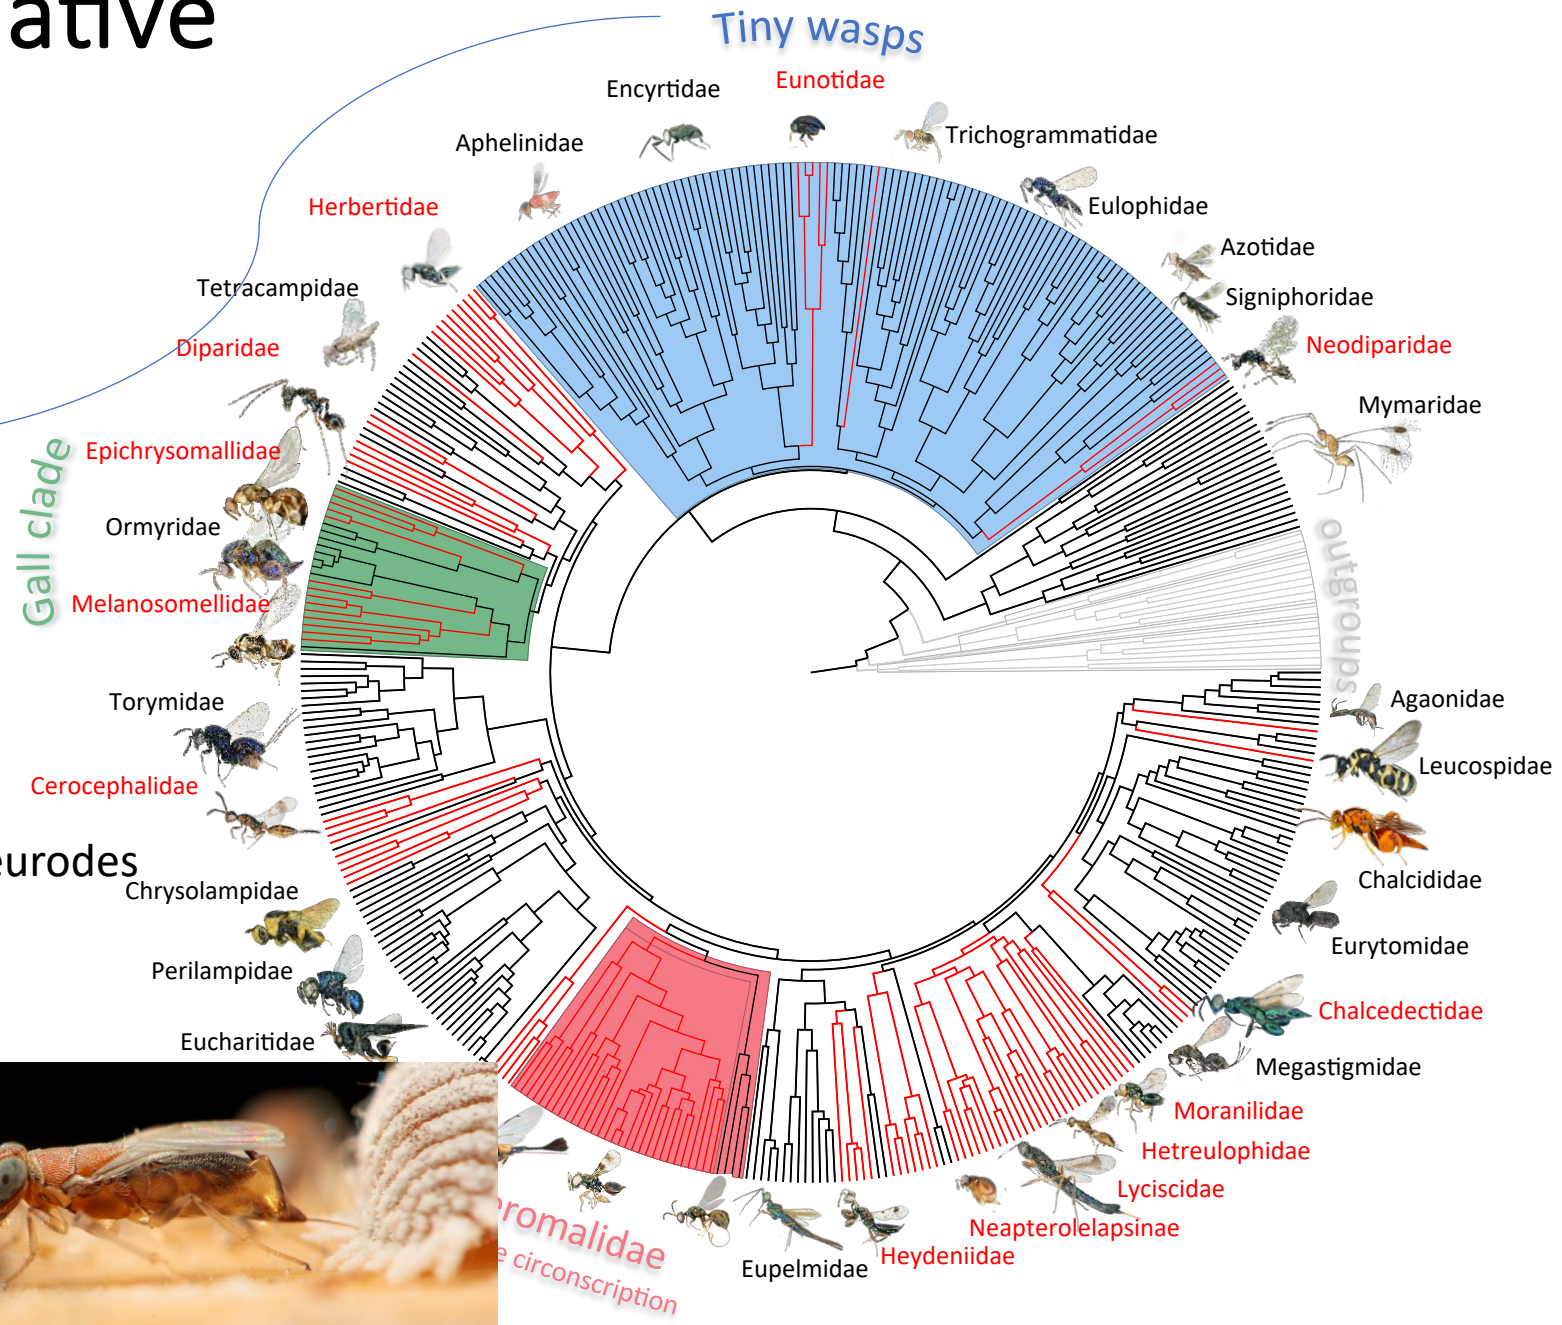 ative
Tiny wasps
Encyrtidae
Eunotidae
Aphelinidae
Trichogrammatidae
Herbertidae
Eulophidae
Azotidae
Tetracampidae
Signiphoridae
Diparidae
Neodiparidae
Mymaridae
Epichrysomallidae
Gall clade
Ormyridae
outgroups
Melanosomellidae
Torymidae
Agaonidae
Leucospidae
Cerocephalidae
eurodes
Chrysolampidae
Chalcididae
Eurytomidae
Perilampidae
Chalcedectidae
Eucharitidae
Megastigmidae
Moranilidae
Hetreulophidae
Lyciscidae
Neapterolelapsinae
Heydeniidae
Eupelmidae
eromalidae
e circonscription